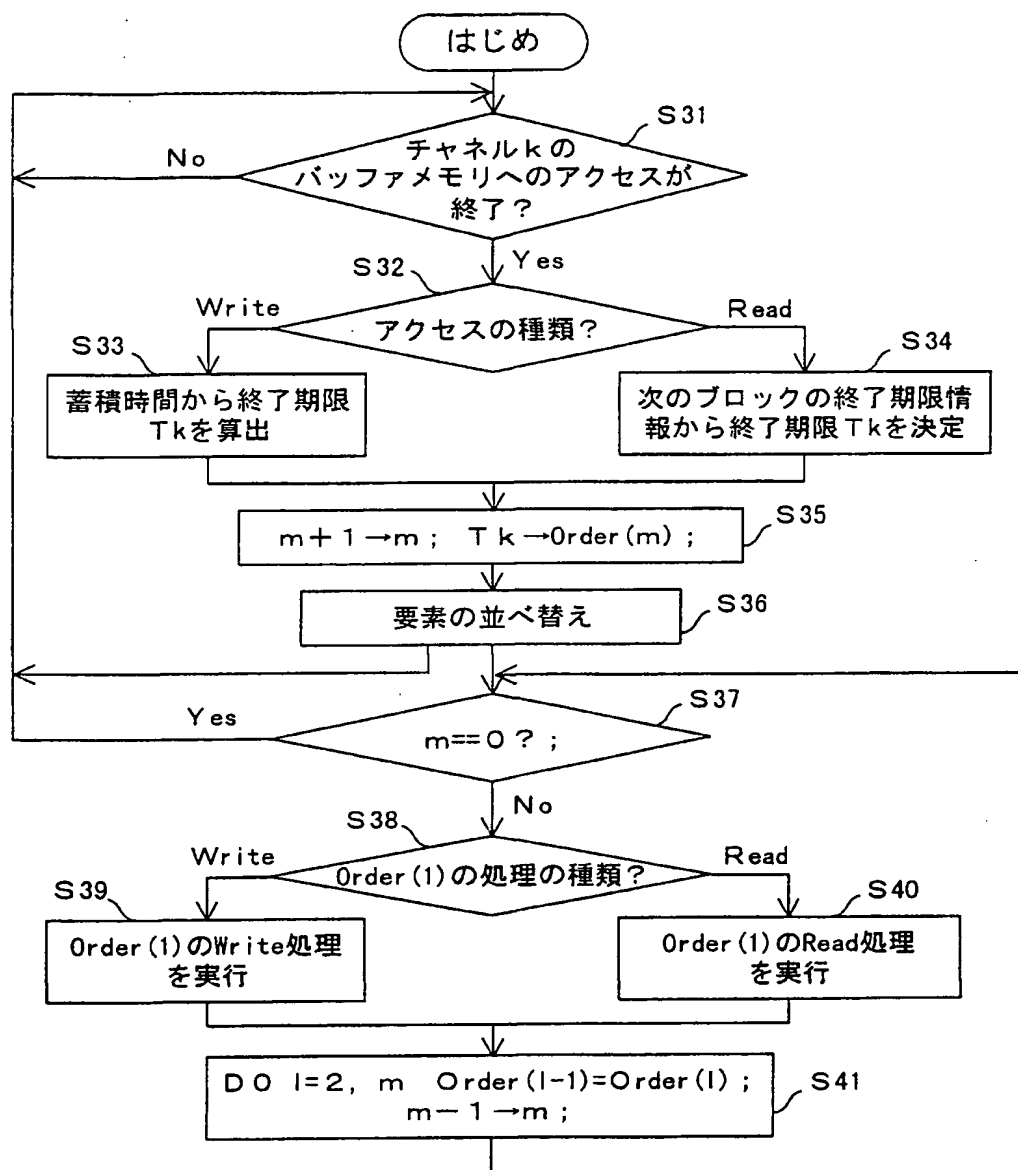 はじめ
S31
No
チャネルkの
バッファメモリへのアクセスが
終了？
Yes
S32
Write
アクセスの種類？
Read
S33
蓄積時間から終了期限
Tkを算出
S34
次のブロックの終了期限情
報から終了期限Tkを決定
S35
m+1→m; Tk→Order(m);
S36
要素の並べ替え
S37
Yes
m==0?;
No
S38
Write
Order(1)の処理の種類？
Read
S39
Order(1)のWrite処理
を実行
S40
Order(1)のRead処理
を実行
S41
DO l=2, m Order(l-1)=Order(l);
m-1→m;